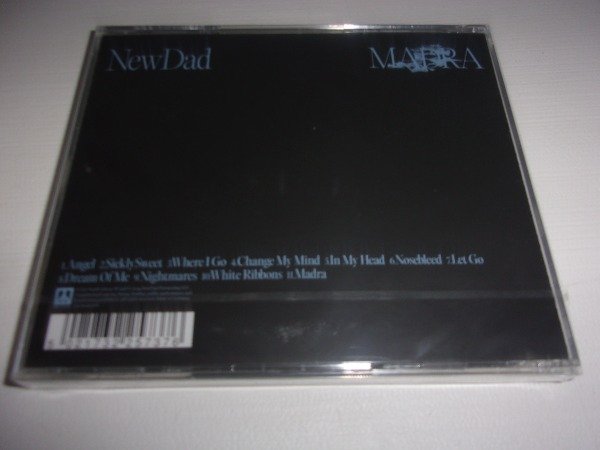 NewDad MADRA
1.Angel 2.Sickly Sweet 3.Where I Go 4.Change My Mind 5.In My Head 6.Nosebleed 7.Let Go
8.Dream Of Me 9.Nightmares 10.White Ribbons 11.Madra